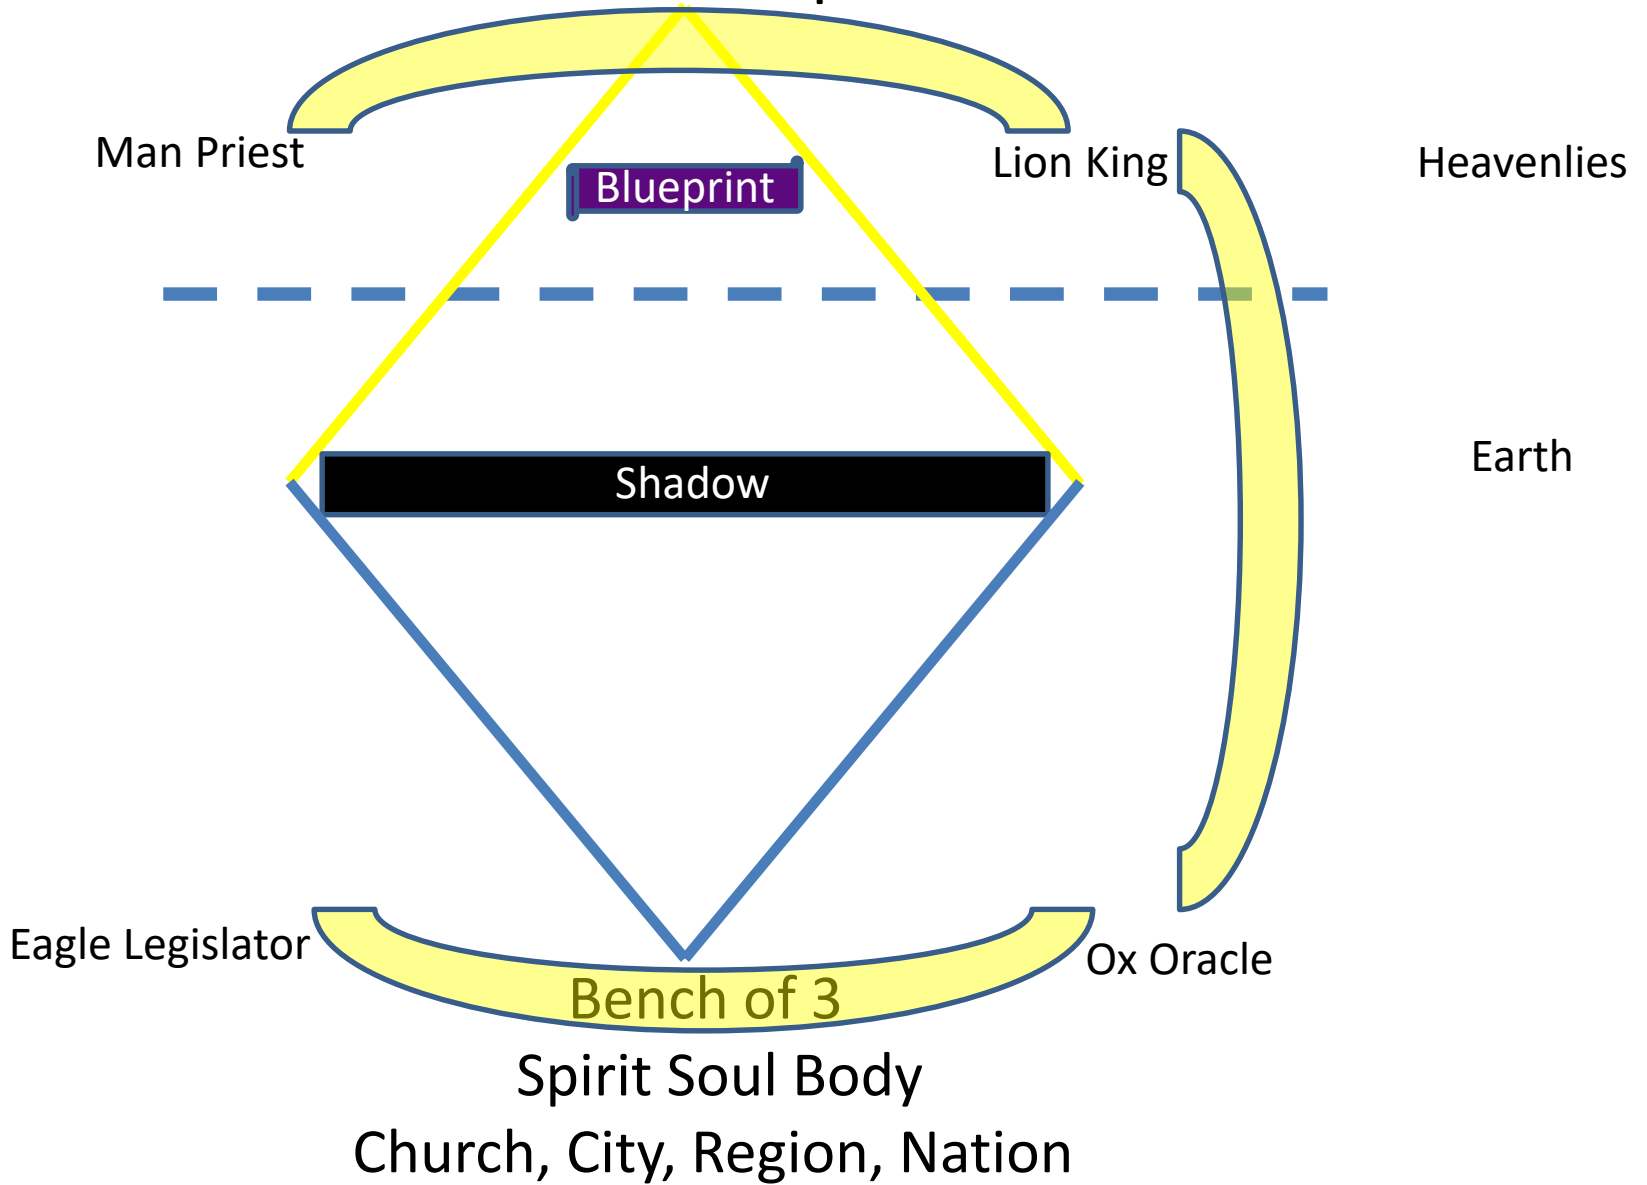 Man Priest
Lion King
Heavenlies
Blueprint
Shadow
Earth
Eagle Legislator
Ox Oracle
Bench of 3
Spirit Soul Body
Church, City, Region, Nation